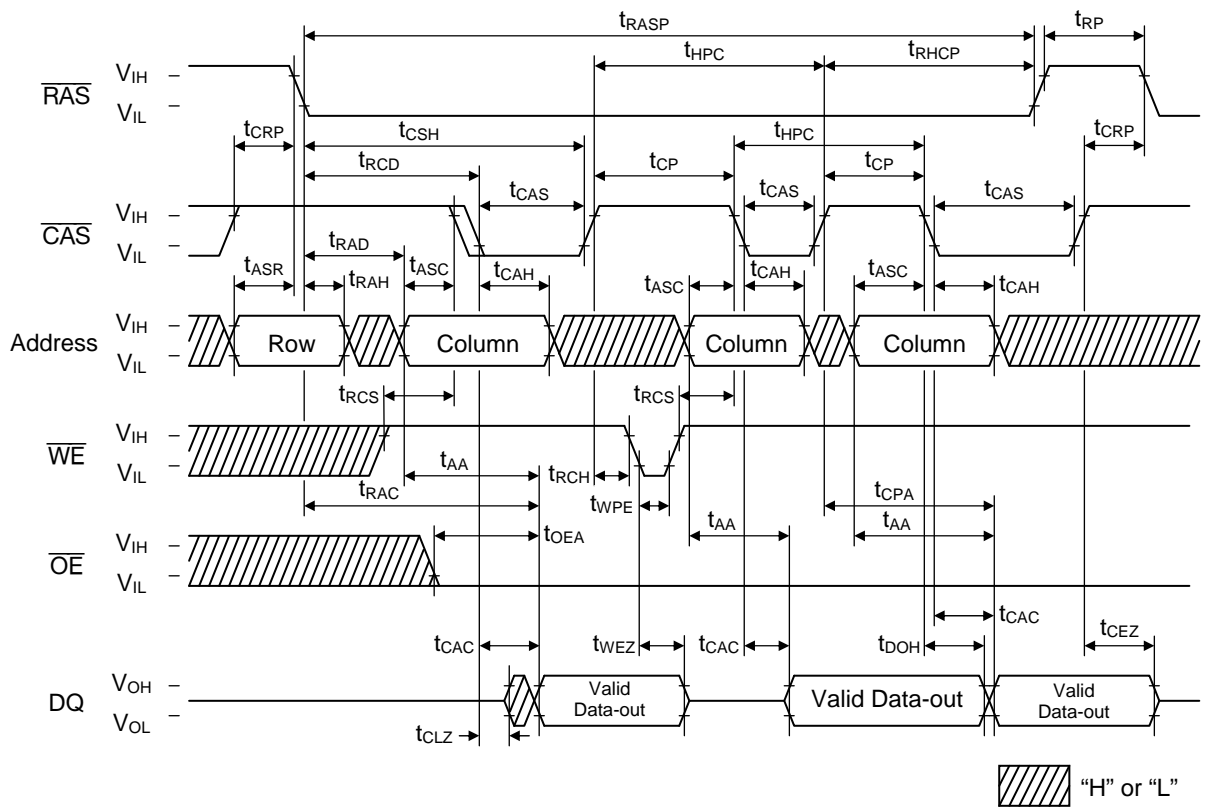 tRASP
tRP
tHPC
tRHCP
RAS
VIH
VIL
tCRP
tCSH
tHPC
tCRP
tRCD
tCP
tCP
tCAS
tCAS
tCAS
CAS
VIH
VIL
tRAD
tASR
tRAH
tASC
tCAH
tASC
tCAH
tASC
tCAH
Address
VIH
VIL
Row
Column
Column
Column
tRCS
tRCS
WE
VIH
VIL
tAA
tRCH
tRAC
tWPE
tCPA
tAA
tAA
tOEA
OE
VIH
VIL
tCAC
tCAC
tWEZ
tCAC
tDOH
tCEZ
DQ
VOH
VOL
Valid
Data-out
Valid Data-out
Valid
Data-out
tCLZ
“H” or “L”